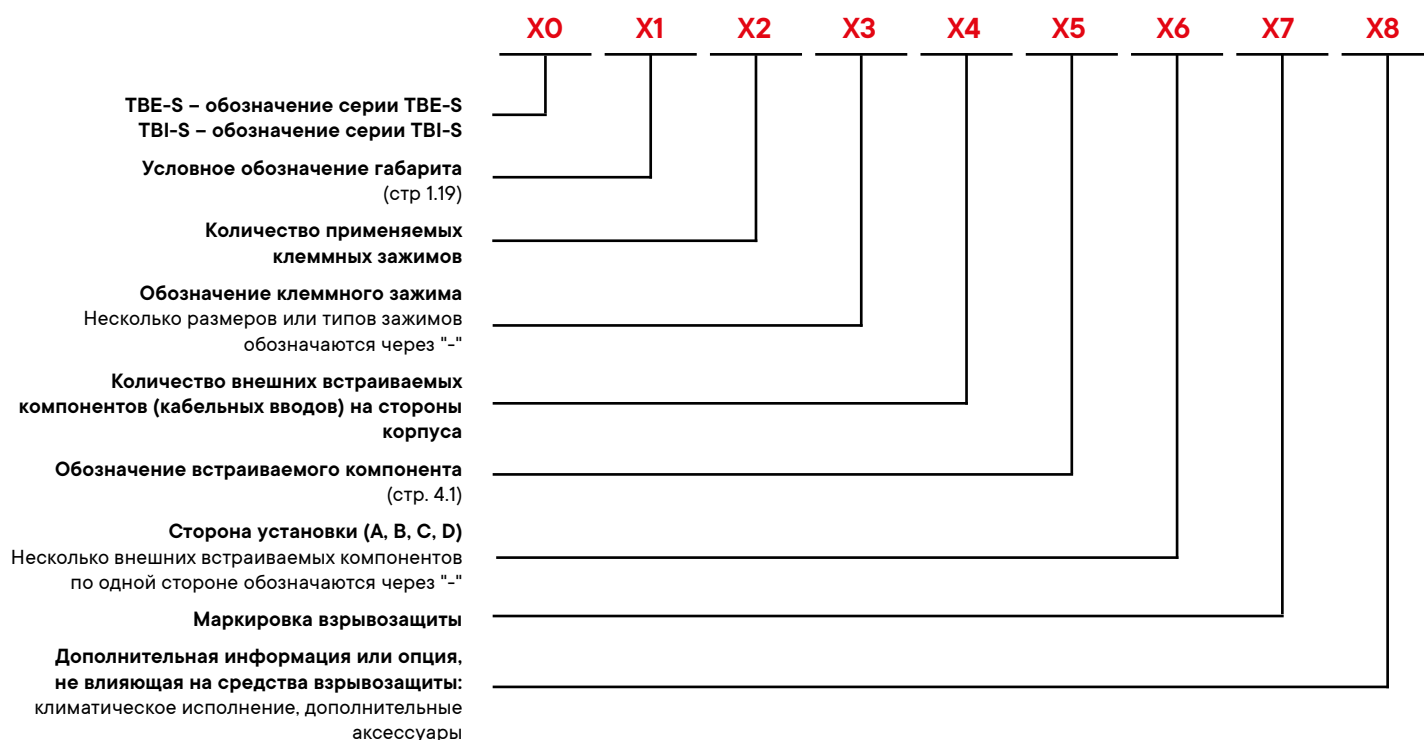 X0 X1 X2 X3 X4 X5 X6 X7 X8
TBE-S – обозначение серии TBE-S
TBI-S – обозначение серии TBI-S
Условное обозначение габарита
(стр 1.19)
Количество применяемых
клеммных зажимов
Обозначение клеммного зажима
Несколько размеров или типов зажимов
обозначаются через "-"
Количество внешних встраиваемых
компонентов (кабельных вводов) на стороны
корпуса
Обозначение встраиваемого компонента
(стр. 4.1)
Сторона установки (A, B, C, D)
Несколько внешних встраиваемых компонентов
по одной стороне обозначаются через "-"
Маркировка взрывозащиты
Дополнительная информация или опция,
не влияющая на средства взрывозащиты:
климатическое исполнение, дополнительные
аксессуары